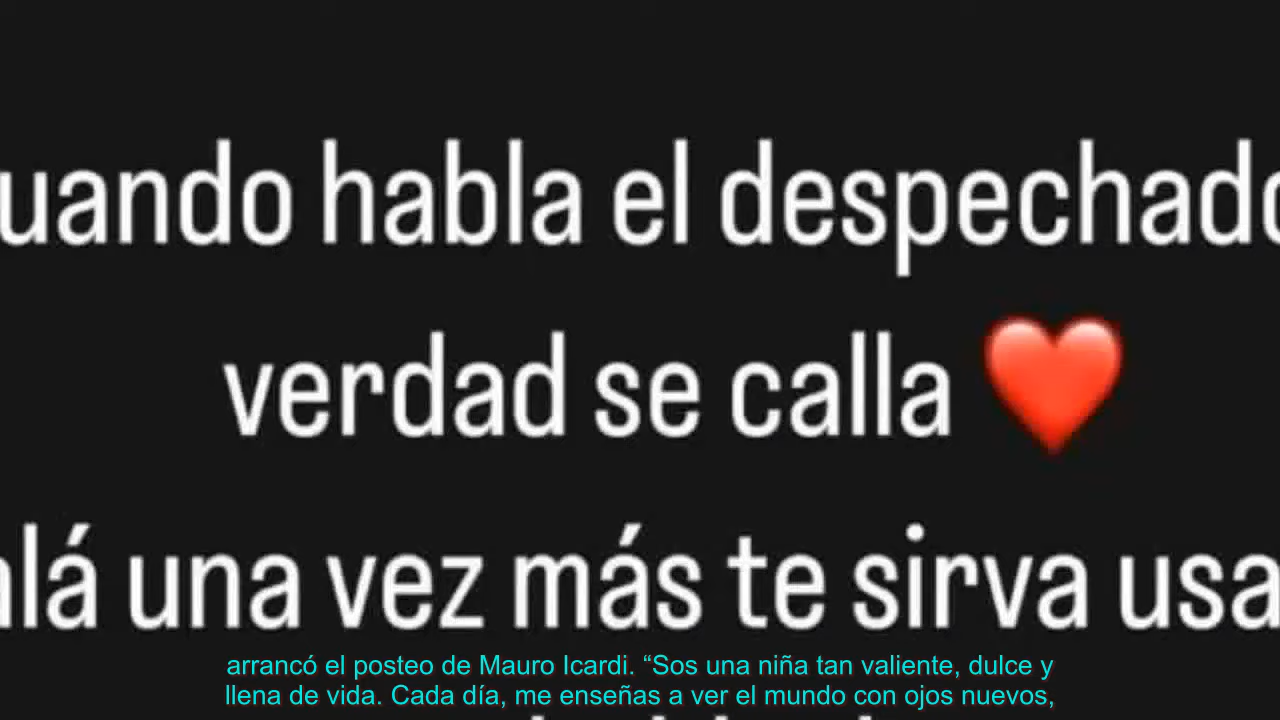 uando habla el despechado
verdad se calla ❤️
alá una vez más te sirva usa
arrancó el posteo de Mauro Icardi. “Sos una niña tan valiente, dulce y
llena de vida. Cada día, me enseñas a ver el mundo con ojos nuevos,